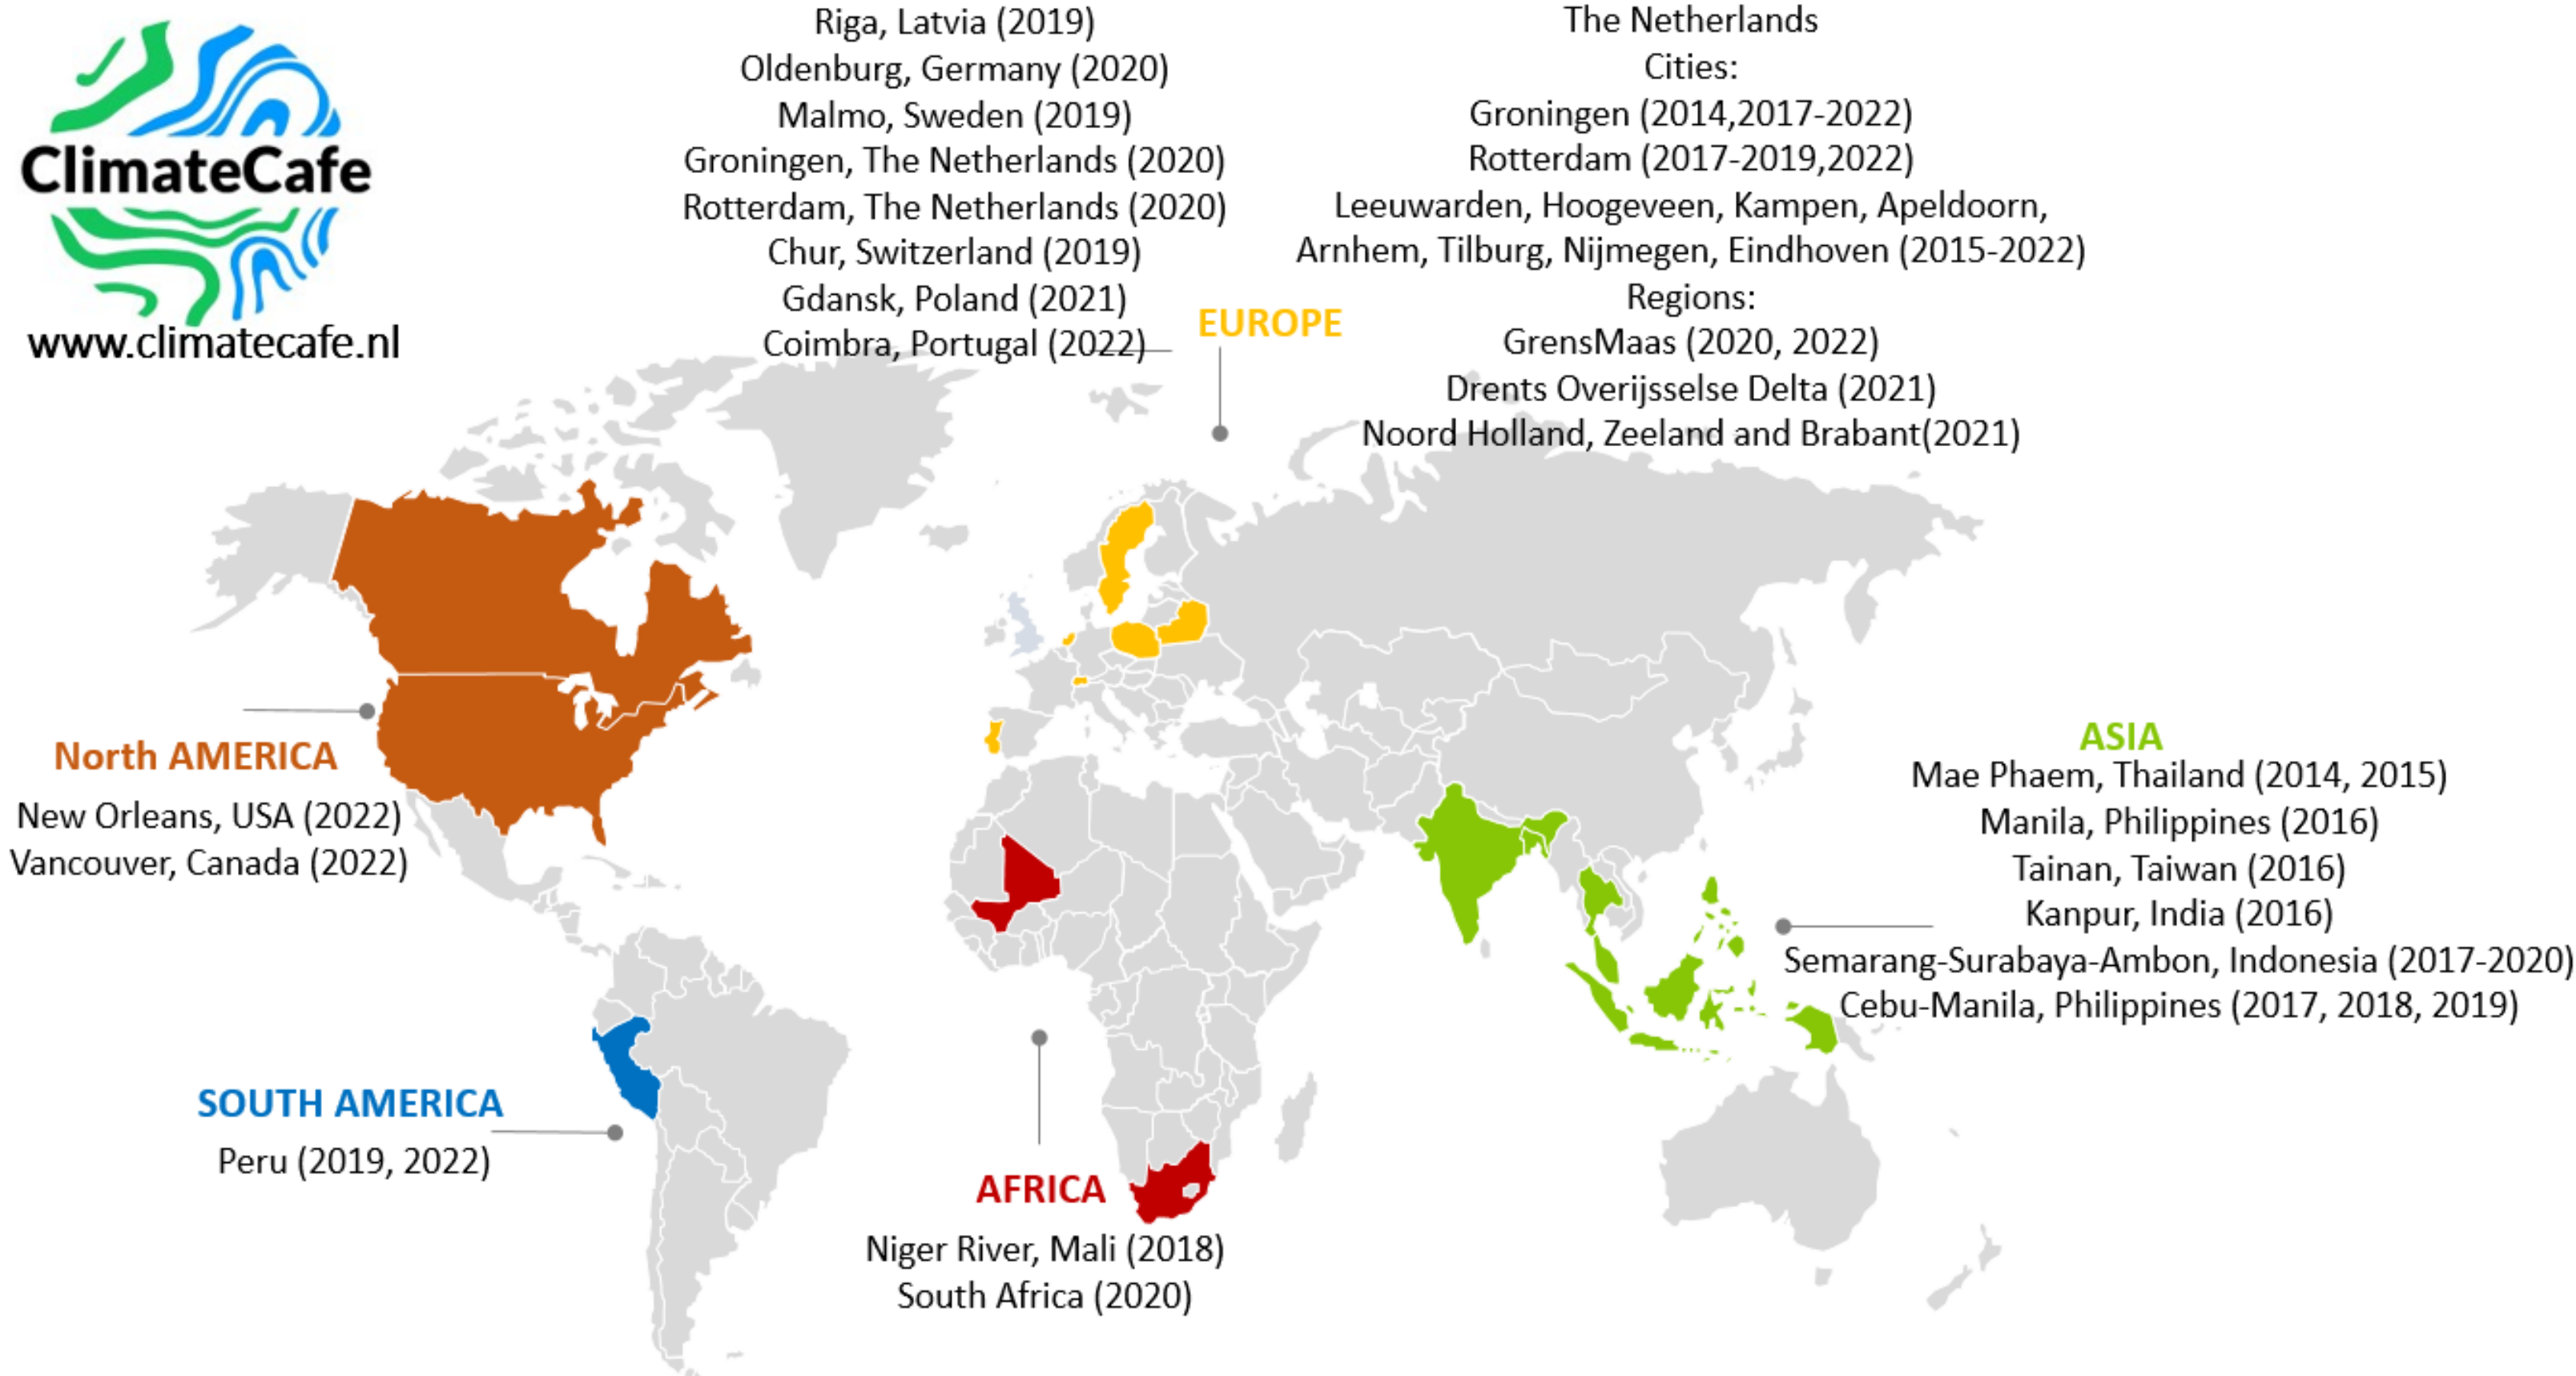 ClimateCafe
www.climatecafe.nl
Riga, Latvia (2019)
Oldenburg, Germany (2020)
Malmo, Sweden (2019)
Groningen, The Netherlands (2020)
Rotterdam, The Netherlands (2020)
Chur, Switzerland (2019)
Gdansk, Poland (2021)
Coimbra, Portugal (2022)
EUROPE
The Netherlands
Cities:
Groningen (2014,2017-2022)
Rotterdam (2017-2019,2022)
Leeuwarden, Hoogeveen, Kampen, Apeldoorn,
Arnhem, Tilburg, Nijmegen, Eindhoven (2015-2022)
Regions:
GrensMaas (2020, 2022)
Drents Overijsselse Delta (2021)
Noord Holland, Zeeland and Brabant(2021)
North AMERICA
New Orleans, USA (2022)
Vancouver, Canada (2022)
ASIA
Mae Phaem, Thailand (2014, 2015)
Manila, Philippines (2016)
Tainan, Taiwan (2016)
Kanpur, India (2016)
Semarang-Surabaya-Ambon, Indonesia (2017-2020)
Cebu-Manila, Philippines (2017, 2018, 2019)
SOUTH AMERICA
Peru (2019, 2022)
AFRICA
Niger River, Mali (2018)
South Africa (2020)